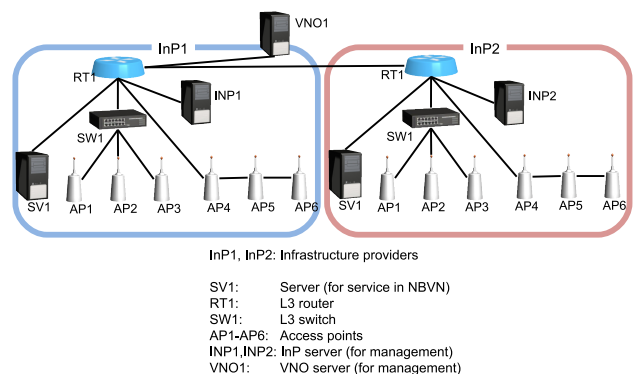 VNO1
InP1
InP2
RT1
RT1
INP1
INP2
SW1
SW1
SV1
AP1
AP2
AP3
AP4
AP5
AP6
SV1
AP1
AP2
AP3
AP4
AP5
AP6
InP1, InP2: Infrastructure providers
SV1: Server (for service in NBVN)
RT1: L3 router
SW1: L3 switch
AP1-AP6: Access points
INP1,INP2: InP server (for management)
VNO1: VNO server (for management)